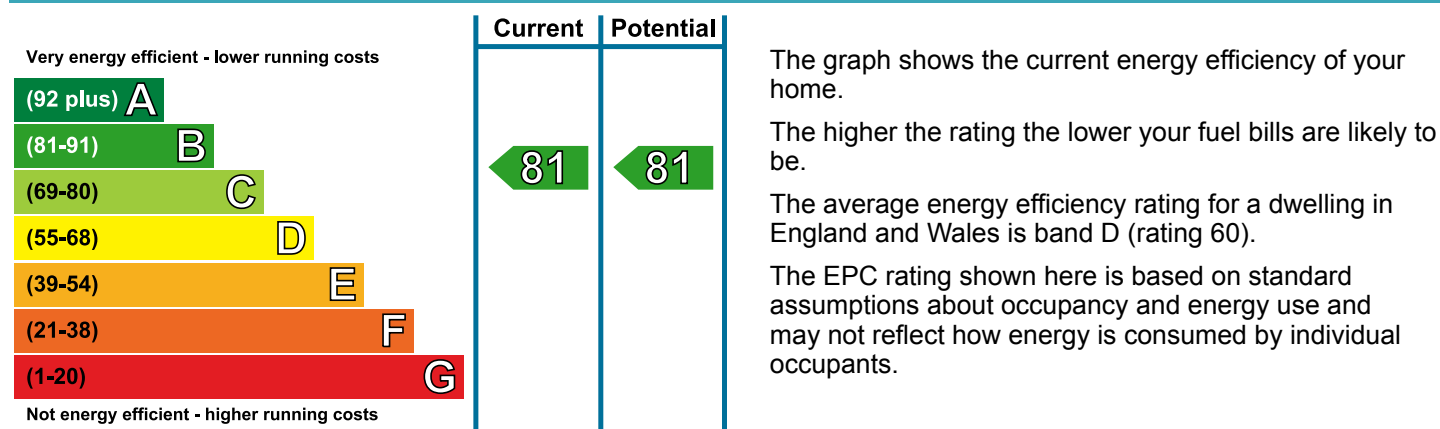 Current Potential
Very energy efficient - lower running costs
(92 plus) A
(81-91) B
(69-80) C
(55-68) D
(39-54) E
(21-38) F
(1-20) G
Not energy efficient - higher running costs
81 81
The graph shows the current energy efficiency of your
home.
The higher the rating the lower your fuel bills are likely to
be.
The average energy efficiency rating for a dwelling in
England and Wales is band D (rating 60).
The EPC rating shown here is based on standard
assumptions about occupancy and energy use and
may not reflect how energy is consumed by individual
occupants.